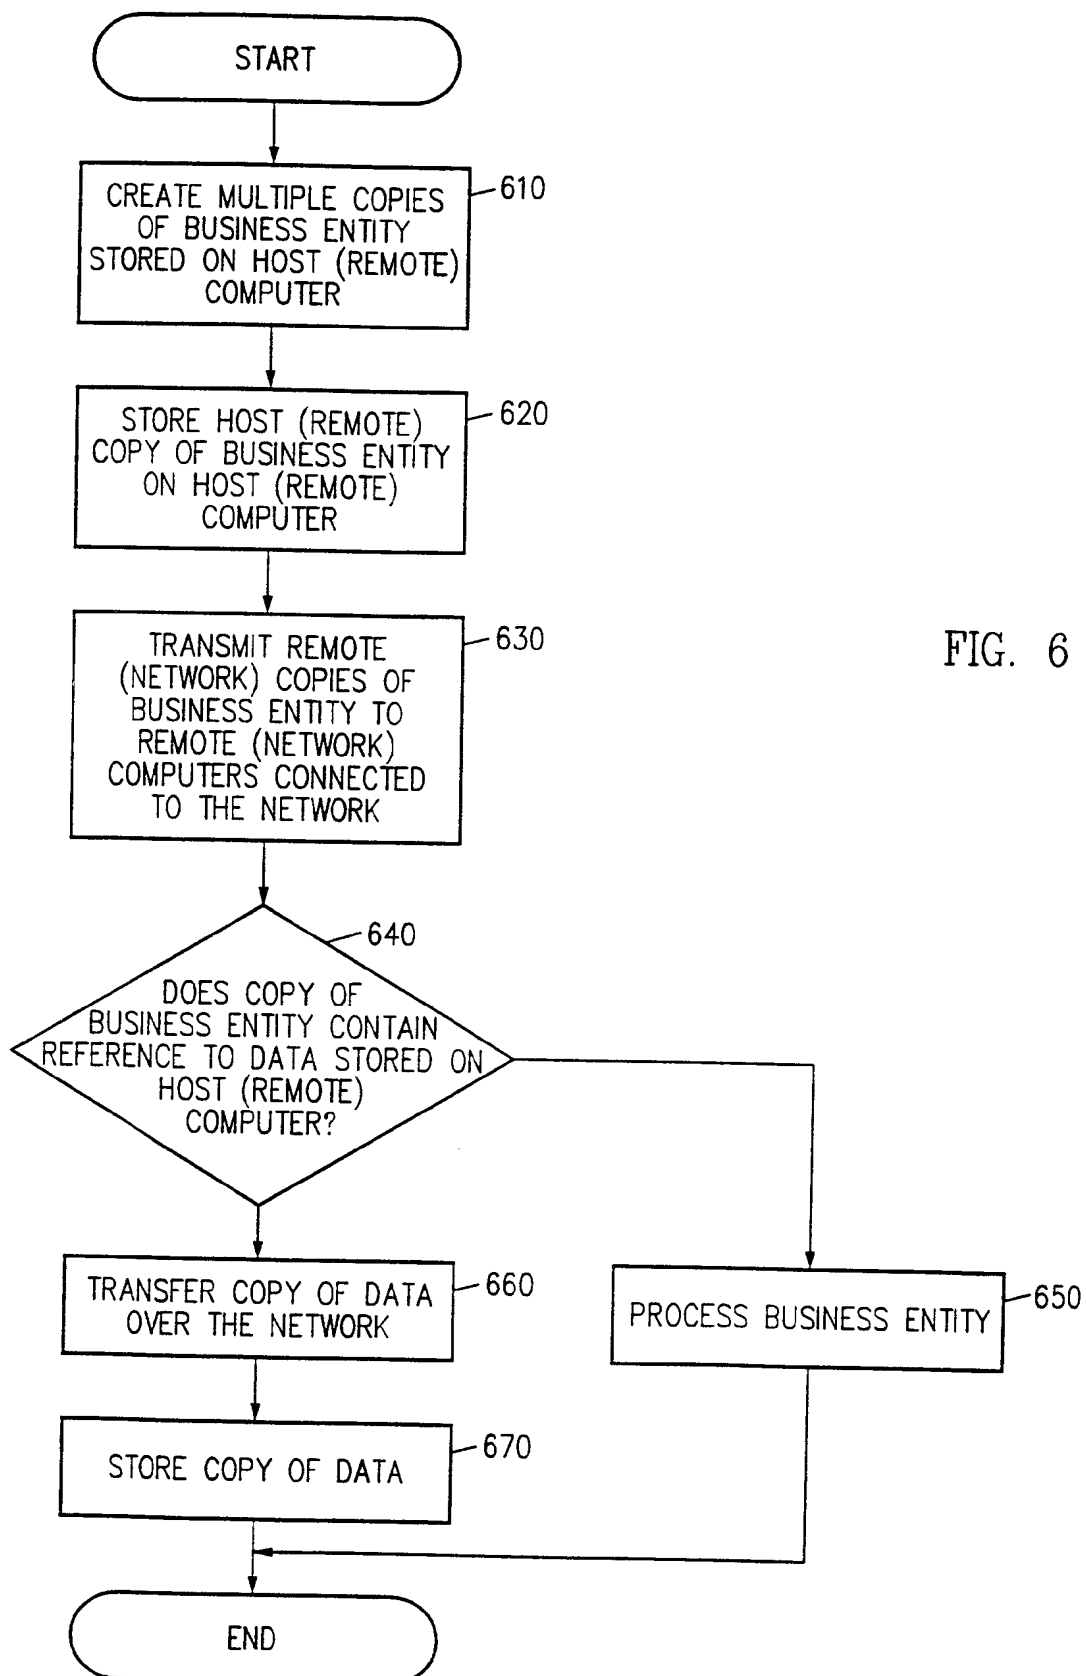 START
CREATE MULTIPLE COPIES
OF BUSINESS ENTITY
STORED ON HOST (REMOTE)
COMPUTER
610
STORE HOST (REMOTE)
COPY OF BUSINESS ENTITY
ON HOST (REMOTE)
COMPUTER
620
TRANSMIT REMOTE
(NETWORK) COPIES OF
BUSINESS ENTITY TO
REMOTE (NETWORK)
COMPUTERS CONNECTED
TO THE NETWORK
630
FIG. 6
640
DOES COPY OF
BUSINESS ENTITY CONTAIN
REFERENCE TO DATA STORED ON
HOST (REMOTE)
COMPUTER?
TRANSFER COPY OF DATA
OVER THE NETWORK
660
PROCESS BUSINESS ENTITY
650
STORE COPY OF DATA
670
END